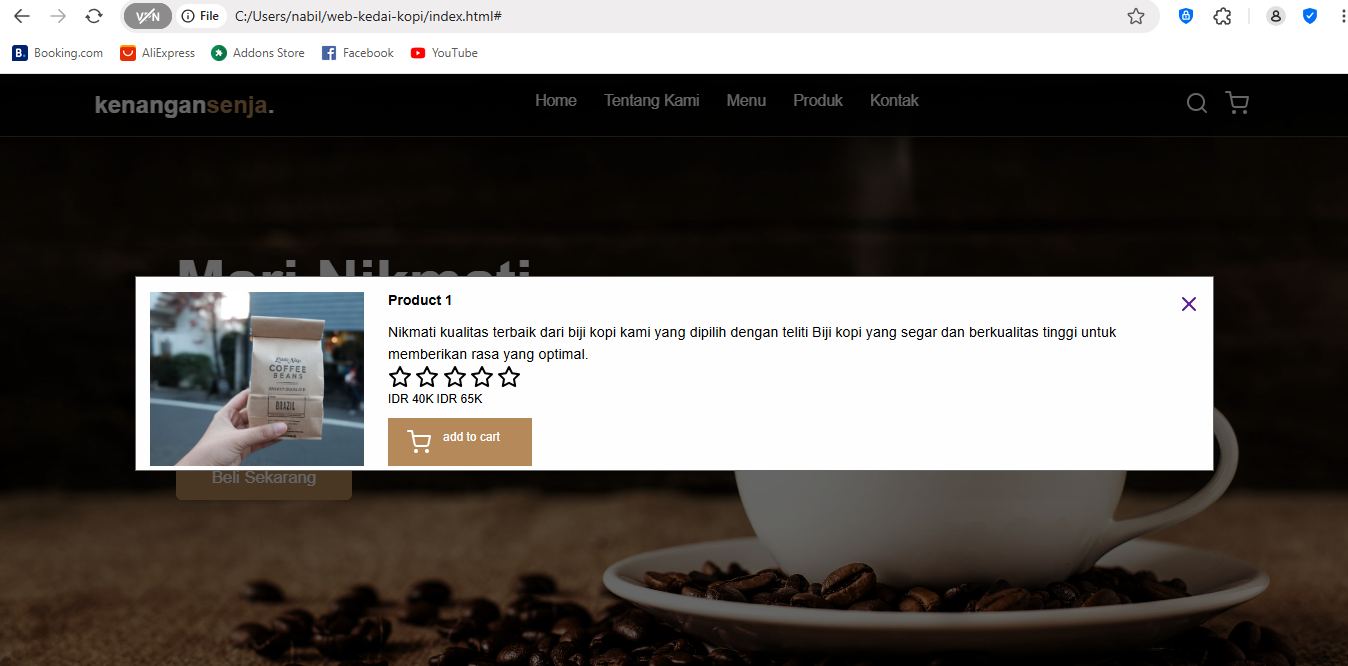 VPN File C:/Users/nabil/web-kedai-kopi/index.html#
B. Booking.com AliExpress Addons Store Facebook YouTube
kenangansenja. Home Tentang Kami Menu Produk Kontak
Mari Nikmati
Product 1
Nikmati kualitas terbaik dari biji kopi kami yang dipilih dengan teliti Biji kopi yang segar dan berkualitas tinggi untuk
memberikan rasa yang optimal.
COFFEE
BEANS
BRAZIL
IDR 40K IDR 65K
add to cart
Beli Sekarang